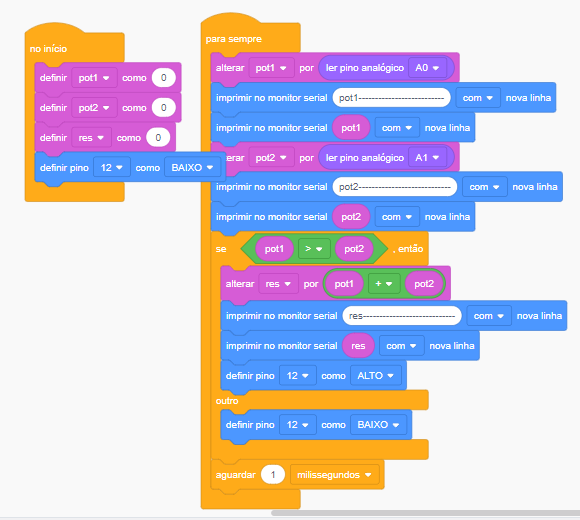 no início
definir pot1 como 0
definir pot2 como 0
definir res como 0
definir pino 12 como BAIXO
para sempre
alterar pot1 por ler pino analógico A0
imprimir no monitor serial pot1-------------------------- com nova linha
imprimir no monitor serial pot1 com nova linha
erar pot2 por ler pino analógico A1
imprimir no monitor serial pot2---------------------------- com nova linha
imprimir no monitor serial pot2 com nova linha
se pot1 > pot2 , então
alterar res por pot1 + pot2
imprimir no monitor serial res---------------------------- com nova linha
imprimir no monitor serial res com nova linha
definir pino 12 como ALTO
outro
definir pino 12 como BAIXO
aguardar 1 milissegundos